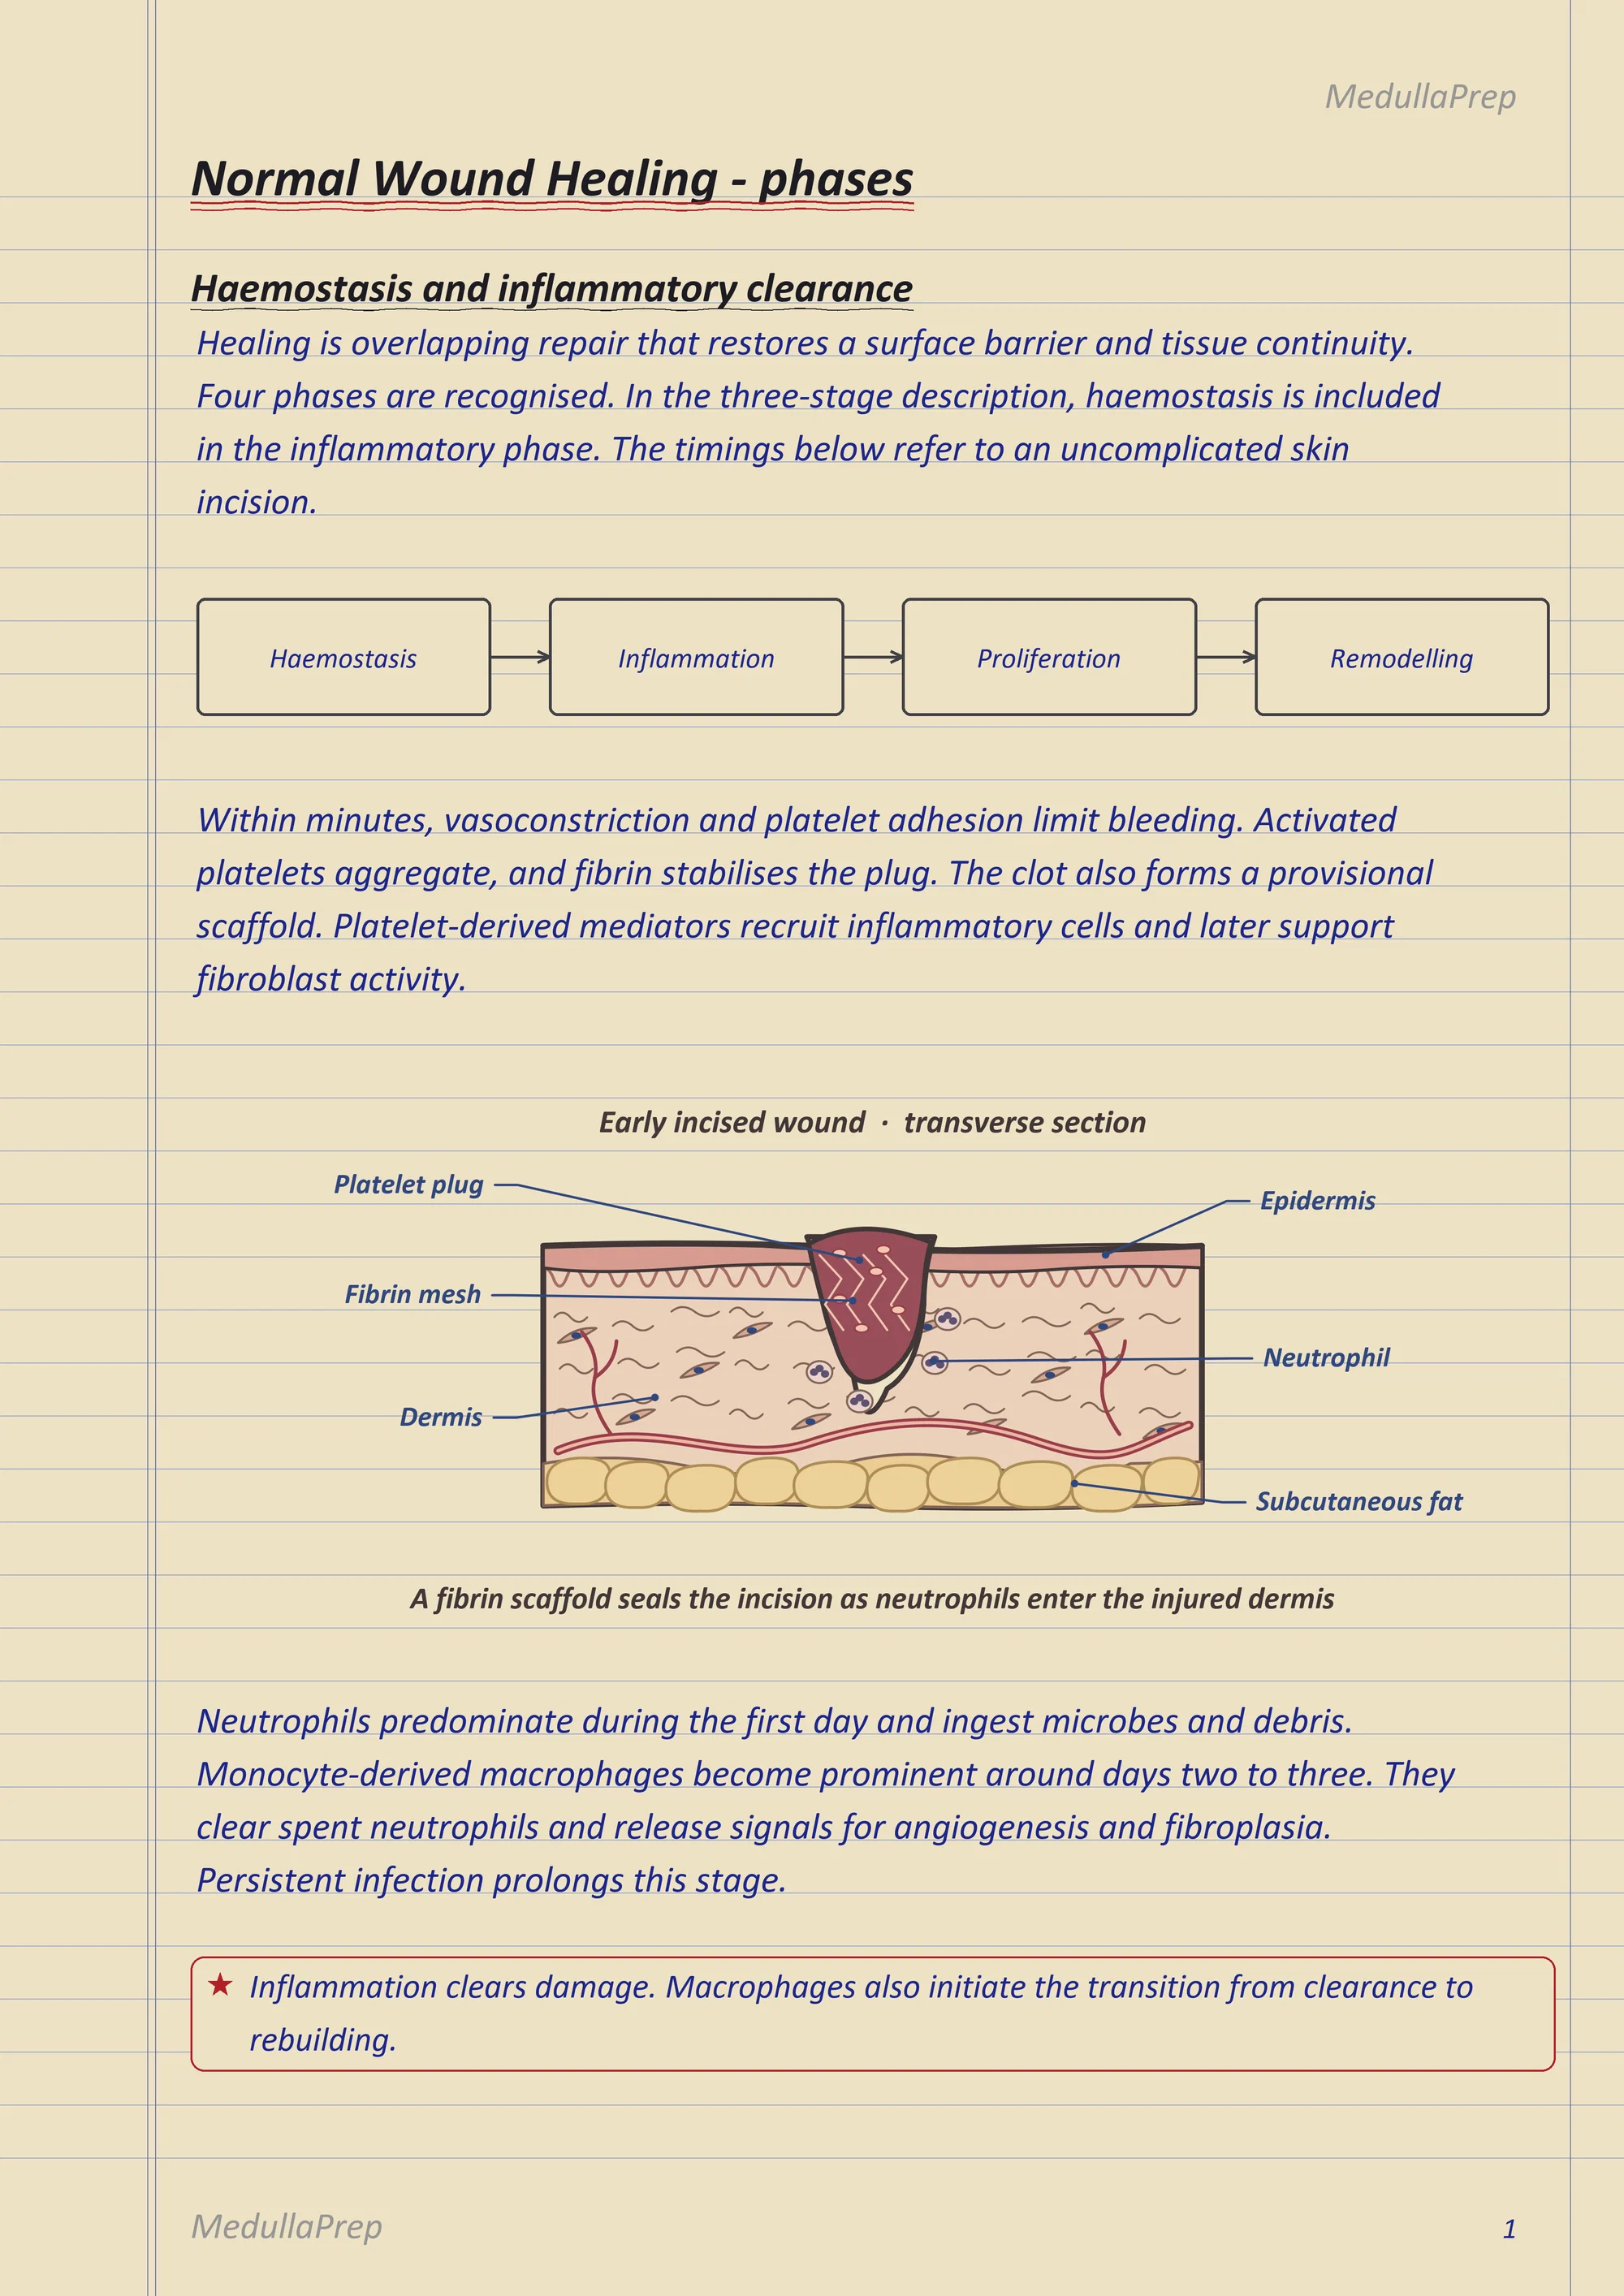 MedullaPrep
Normal Wound Healing - phases
Haemostasis and inflammatory clearance
Healing is overlapping repair that restores a surface barrier and tissue continuity.
Four phases are recognised. In the three-stage description, haemostasis is included
in the inflammatory phase. The timings below refer to an uncomplicated skin
incision.
Haemostasis
Inflammation
Proliferation
Remodelling
Within minutes, vasoconstriction and platelet adhesion limit bleeding. Activated
platelets aggregate, and fibrin stabilises the plug. The clot also forms a provisional
scaffold. Platelet-derived mediators recruit inflammatory cells and later support
fibroblast activity.
Early incised wound · transverse section
Platelet plug
Epidermis
Fibrin mesh
Neutrophil
Dermis
Subcutaneous fat
A fibrin scaffold seals the incision as neutrophils enter the injured dermis
Neutrophils predominate during the first day and ingest microbes and debris.
Monocyte-derived macrophages become prominent around days two to three. They
clear spent neutrophils and release signals for angiogenesis and fibroplasia.
Persistent infection prolongs this stage.
★ Inflammation clears damage. Macrophages also initiate the transition from clearance to
rebuilding.
MedullaPrep
1